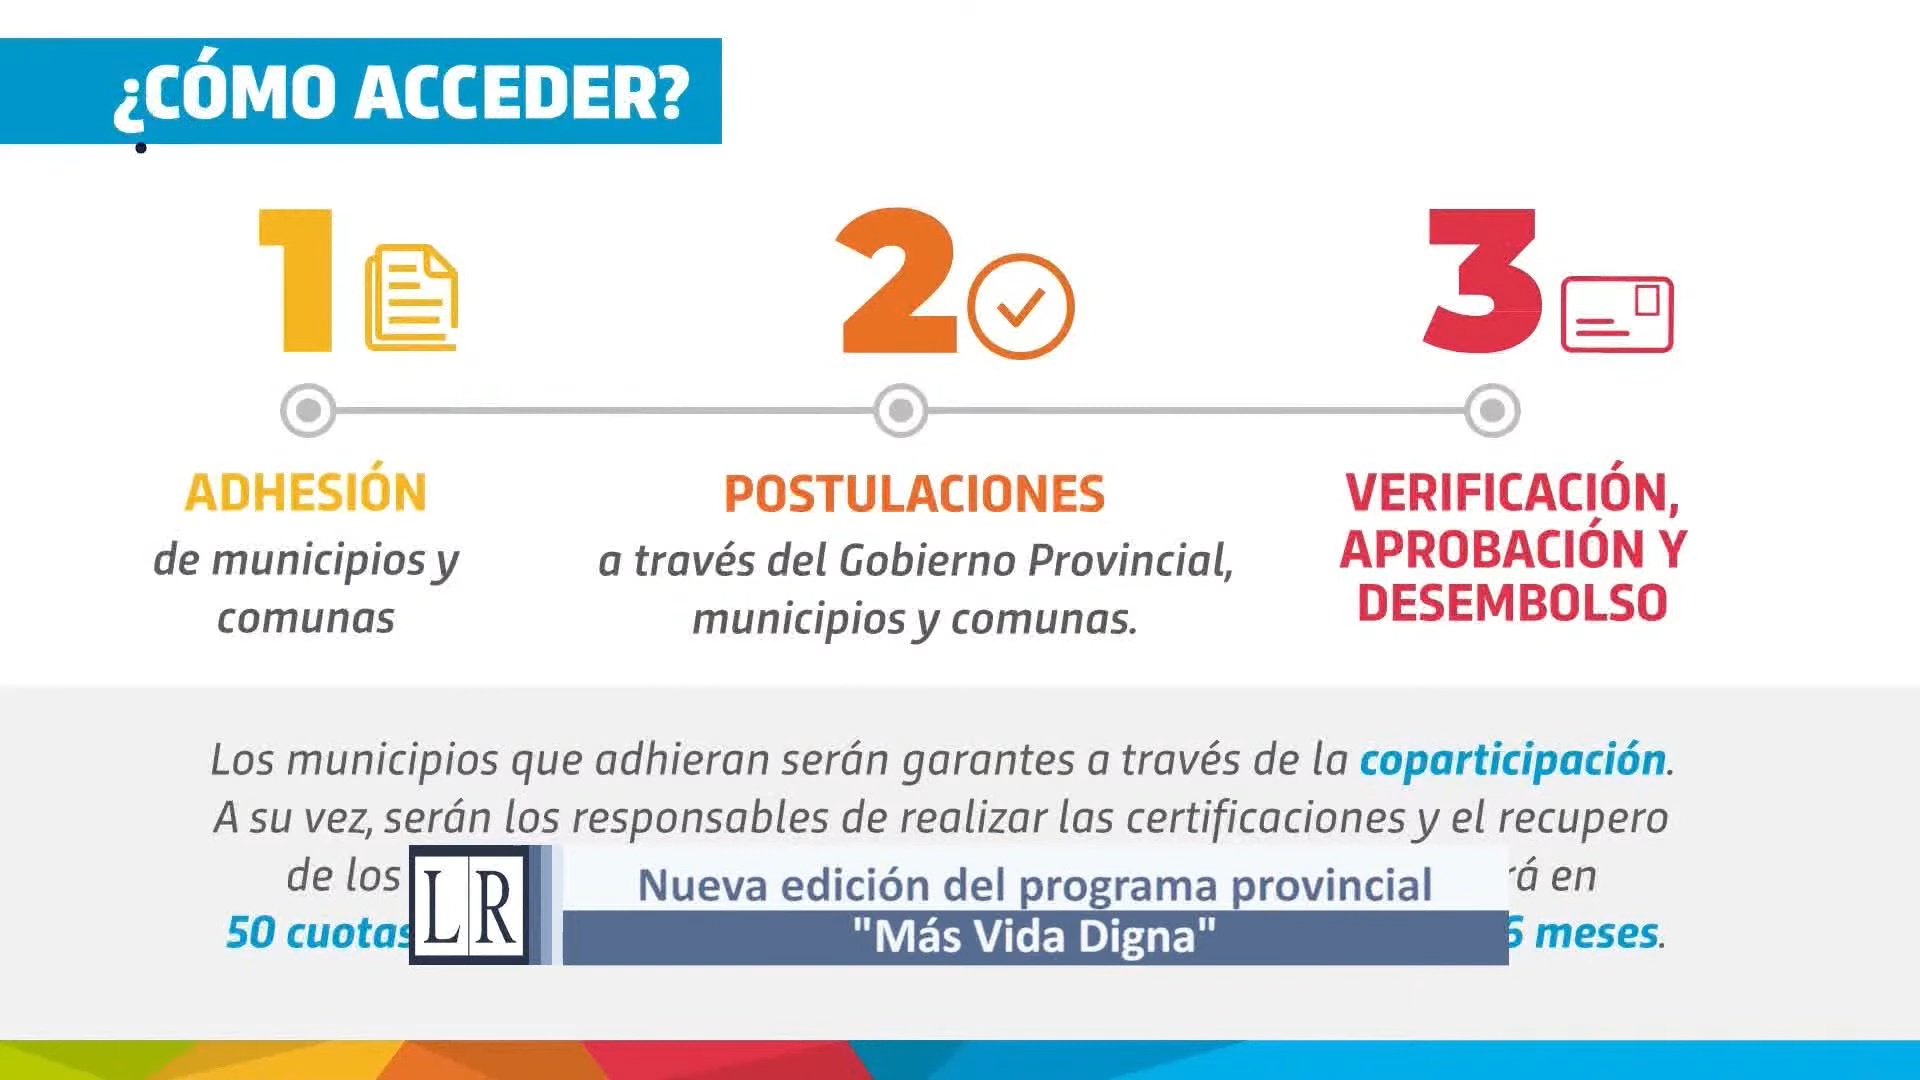 ¿CÓMO ACCEDER?
1
2
3
ADHESIÓN
de municipios y
comunas
POSTULACIONES
a través del Gobierno Provincial,
municipios y comunas.
VERIFICACIÓN,
APROBACIÓN Y
DESEMBOLSO
Los municipios que adhieran serán garantes a través de la coparticipación.
A su vez, serán los responsables de realizar las certificaciones y el recupero
de los en
50 cuotas meses.
LR
Nueva edición del programa provincial
"Más Vida Digna"